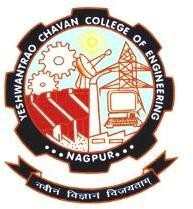 YESHWANTRAO CHAVAN COLLEGE OF ENGINEERING
NAGPUR
नवीन विज्ञान विजयताम्